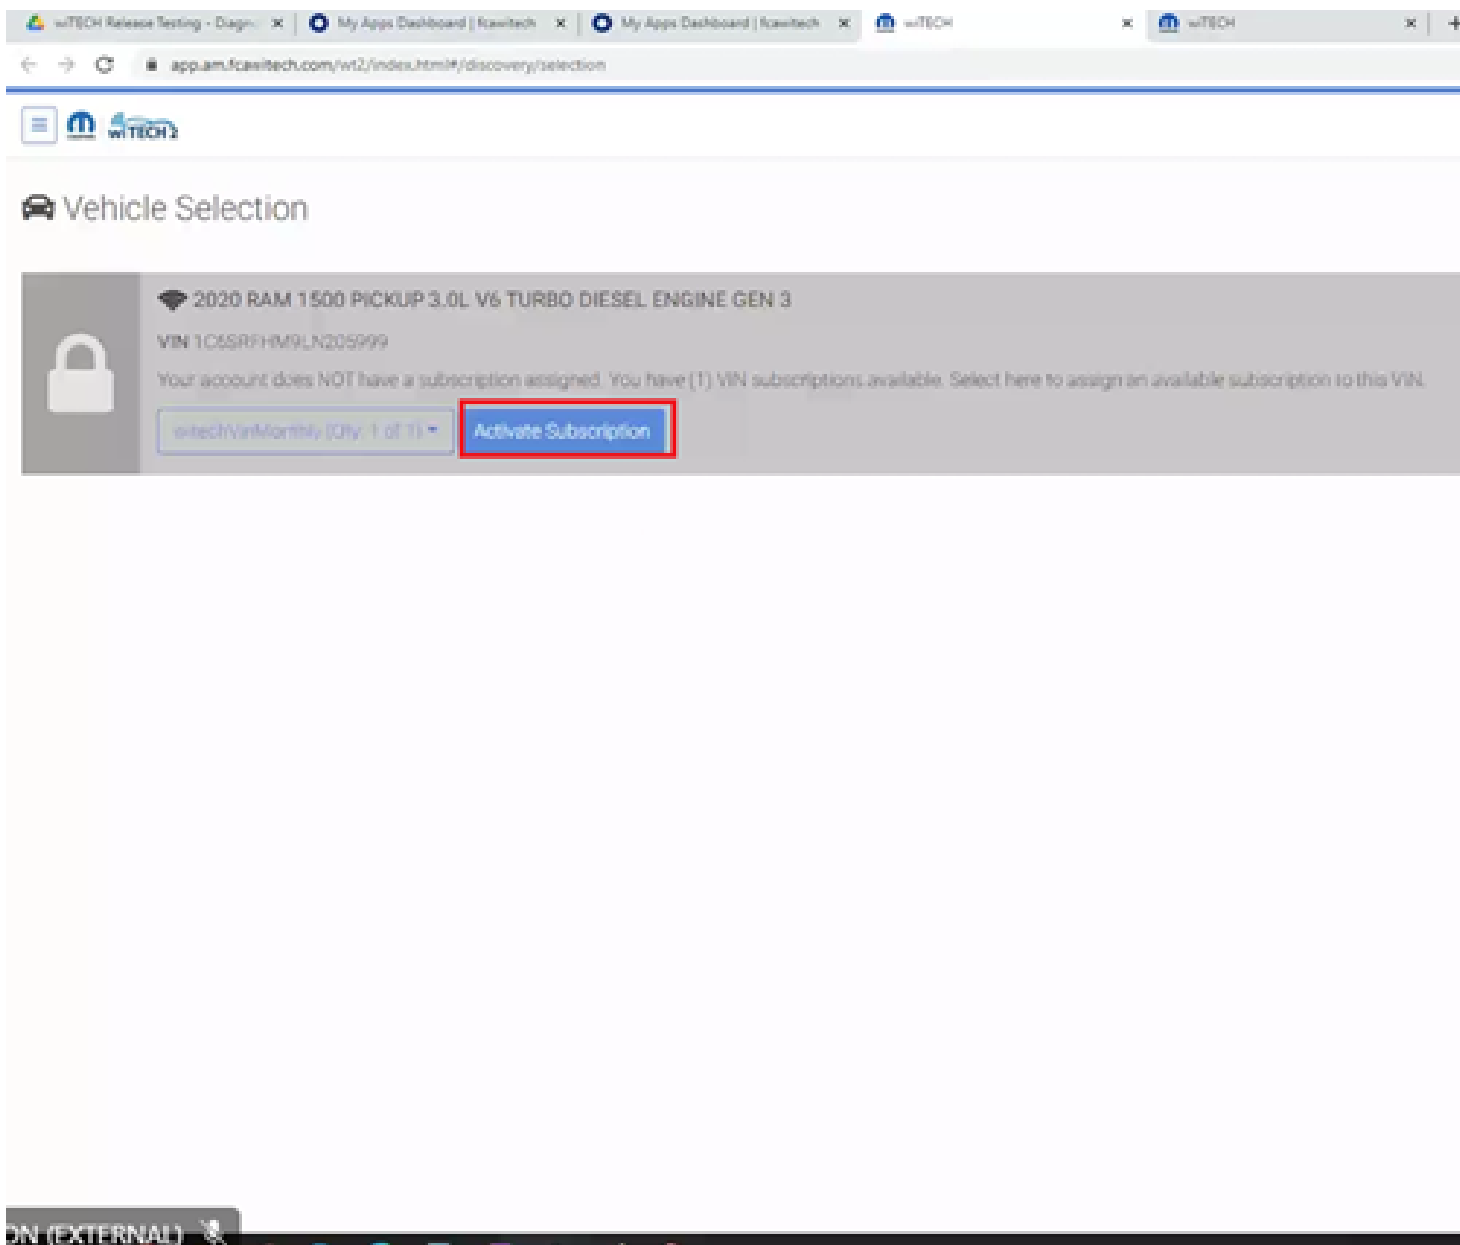 wiTECH Release Testing - Diagn
My Apps Dashboard | fcawitech
My Apps Dashboard | fcawitech
wiTECH
wiTECH
app.am.fcawitech.com/wt2/index.html#/discovery/selection
wiTECH 2
Vehicle Selection
2020 RAM 1500 PICKUP 3.0L V6 TURBO DIESEL ENGINE GEN 3
VIN 1C6SRFHM9LN205999
Your account does NOT have a subscription assigned. You have (1) VIN subscriptions available. Select here to assign an available subscription to this VIN.
witechVinMonthly (Qty: 1 of 1)
Activate Subscription
ON (EXTERNAL)